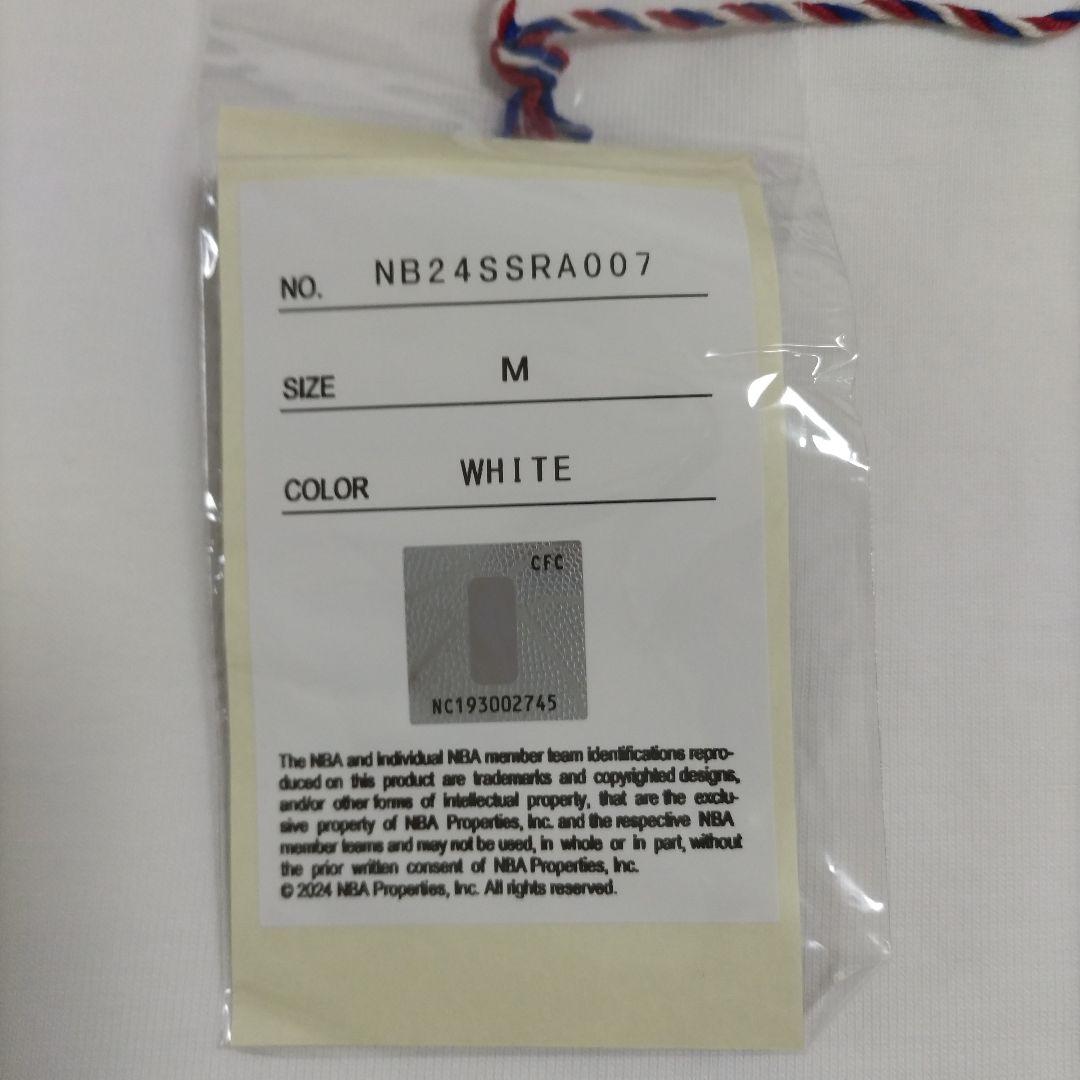 NO. NB24SSRA007
SIZE M
COLOR WHITE
CFC
NC193002745
The NBA and individual NBA member team identifications repro-
duced on this product are trademarks and copyrighted designs,
and/or other forms of intellectual property, that are the exclu-
sive property of NBA Properties, Inc. and the respective NBA
member teams and may not be used, in whole or in part, without
the prior written consent of NBA Properties, Inc.
© 2024 NBA Properties, Inc. All rights reserved.